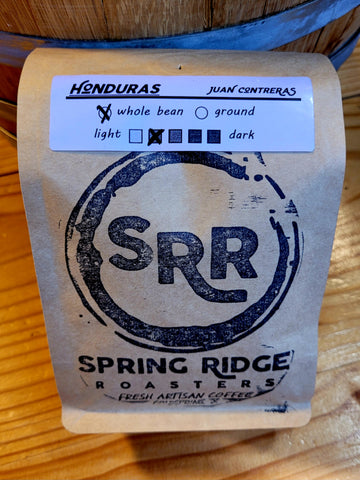 HONDURAS JUAN CONTRERAS
whole bean ground
light dark
SRR
SPRING RIDGE
ROASTERS
FRESH ARTISAN COFFEE